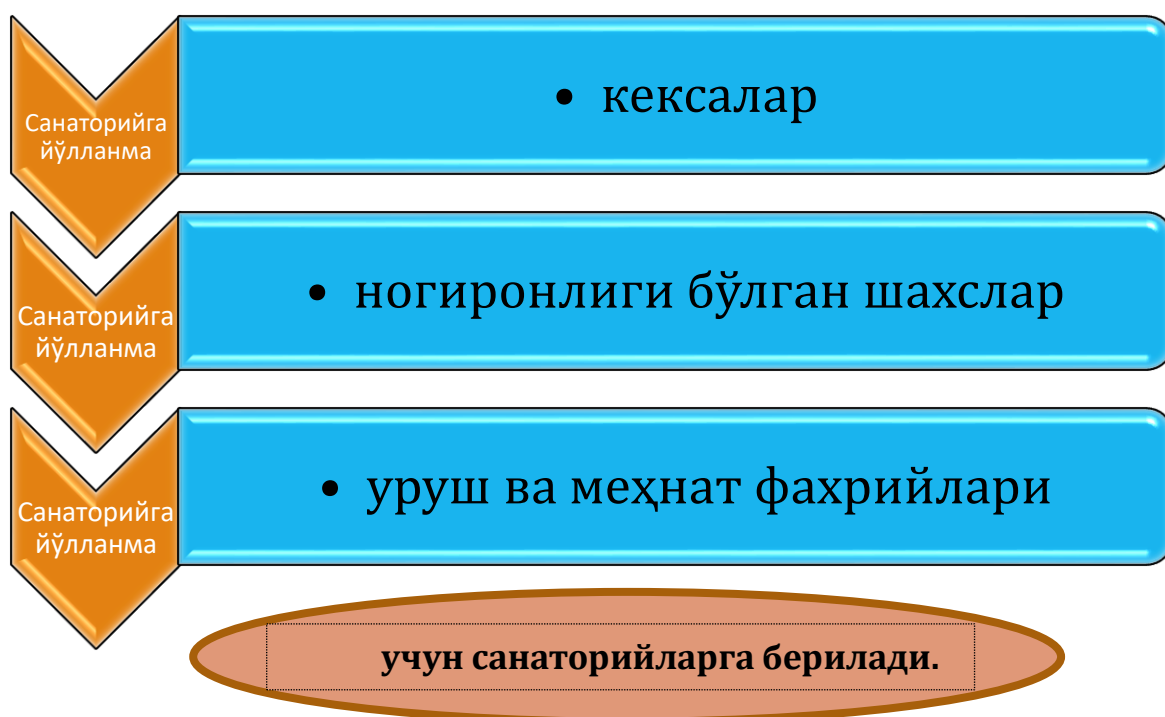 Санаторийга
йўлланма
• кексалар
Санаторийга
йўлланма
• ногиронлиги бўлган шахслар
Санаторийга
йўлланма
• уруш ва меҳнат фахрийлари
учун санаторийларга берилади.